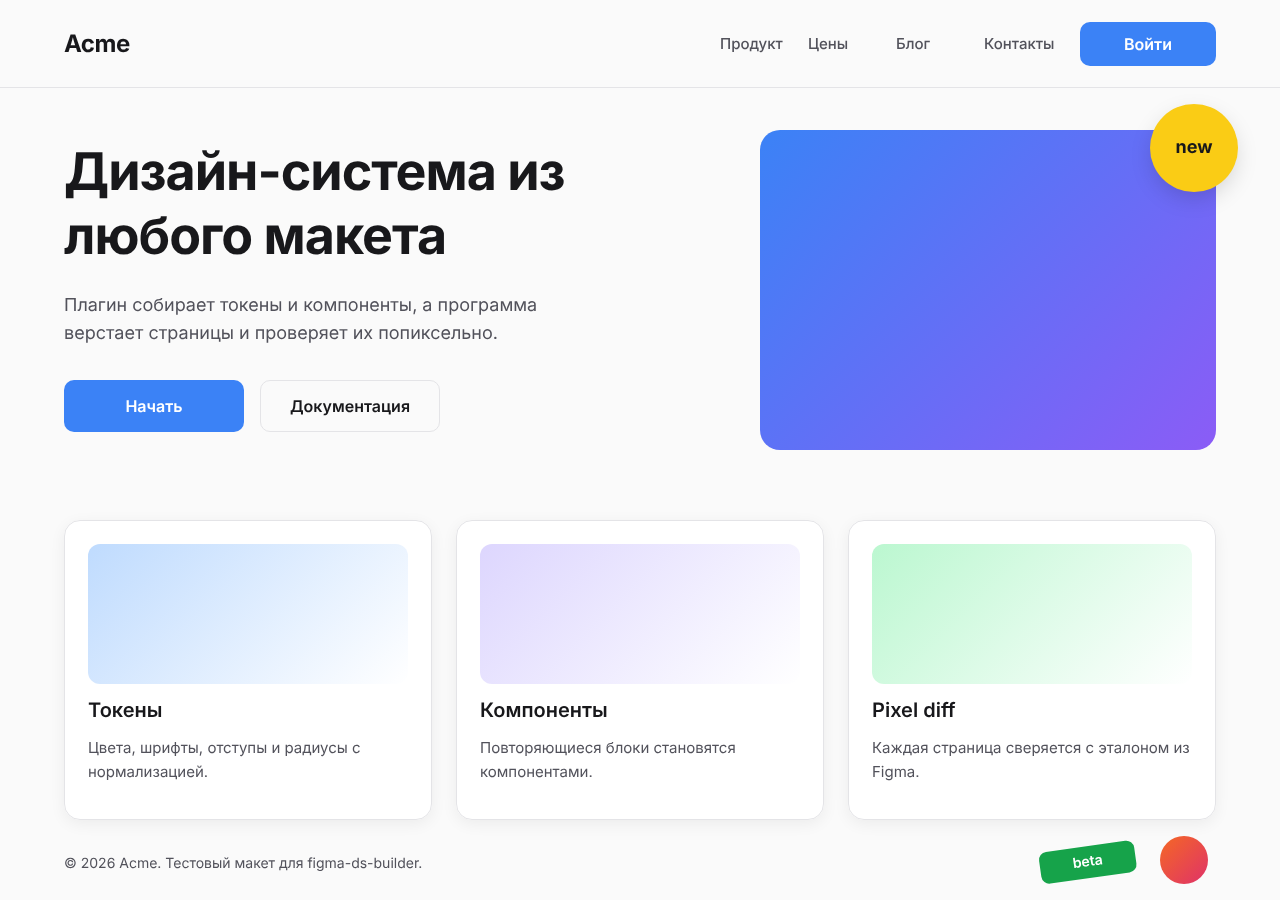 Acme
Продукт
Цены
Блог
Контакты
Войти
new
Дизайн-система из
любого макета
Плагин собирает токены и компоненты, а программа
верстает страницы и проверяет их попиксельно.
Начать
Документация
Токены
Цвета, шрифты, отступы и радиусы с
нормализацией.
Компоненты
Повторяющиеся блоки становятся
компонентами.
Pixel diff
Каждая страница сверяется с эталоном из
Figma.
© 2026 Acme. Тестовый макет для figma-ds-builder.
beta